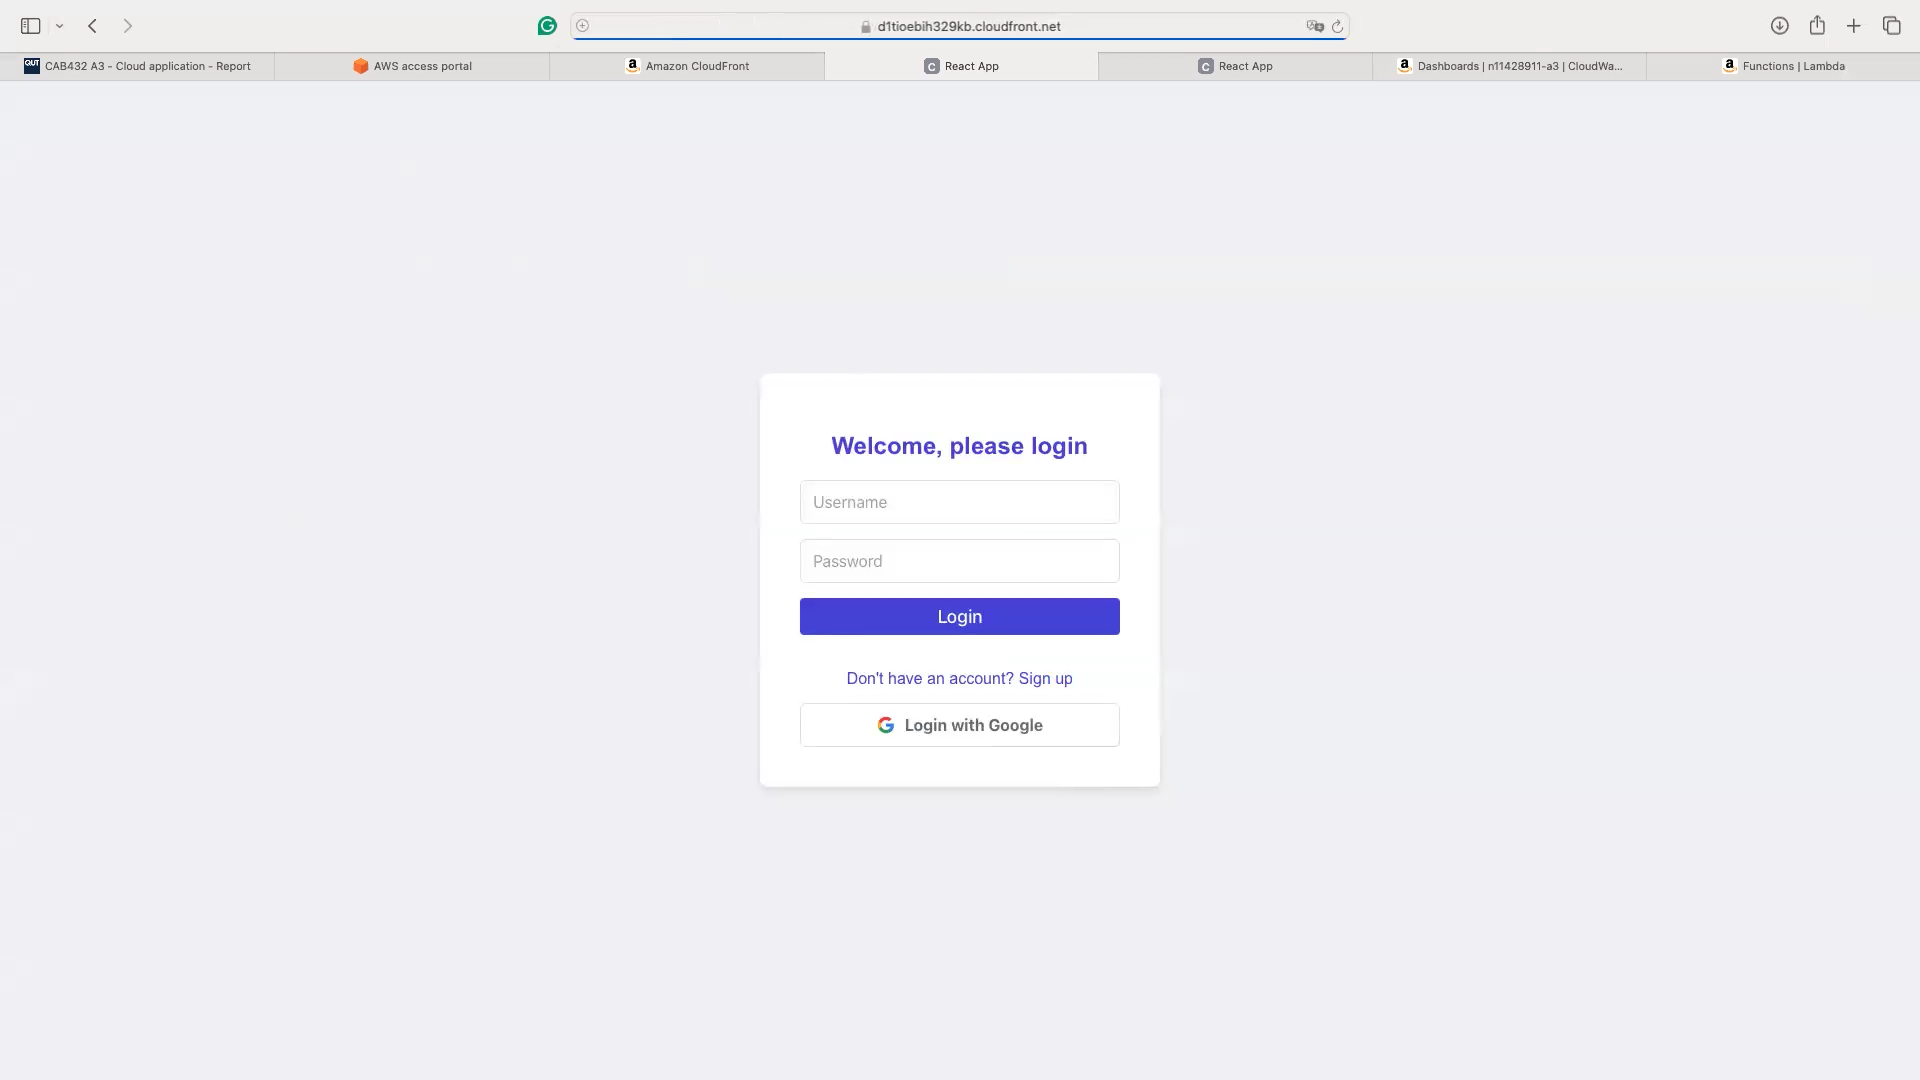 d1tioebih329kb.cloudfront.net
QUT CAB432 A3 - Cloud application - Report
AWS access portal
a Amazon CloudFront
C React App
C React App
a Dashboards | n11428911-a3 | CloudWa...
a Functions | Lambda
Welcome, please login
Username
Password
Login
Don't have an account? Sign up
Login with Google